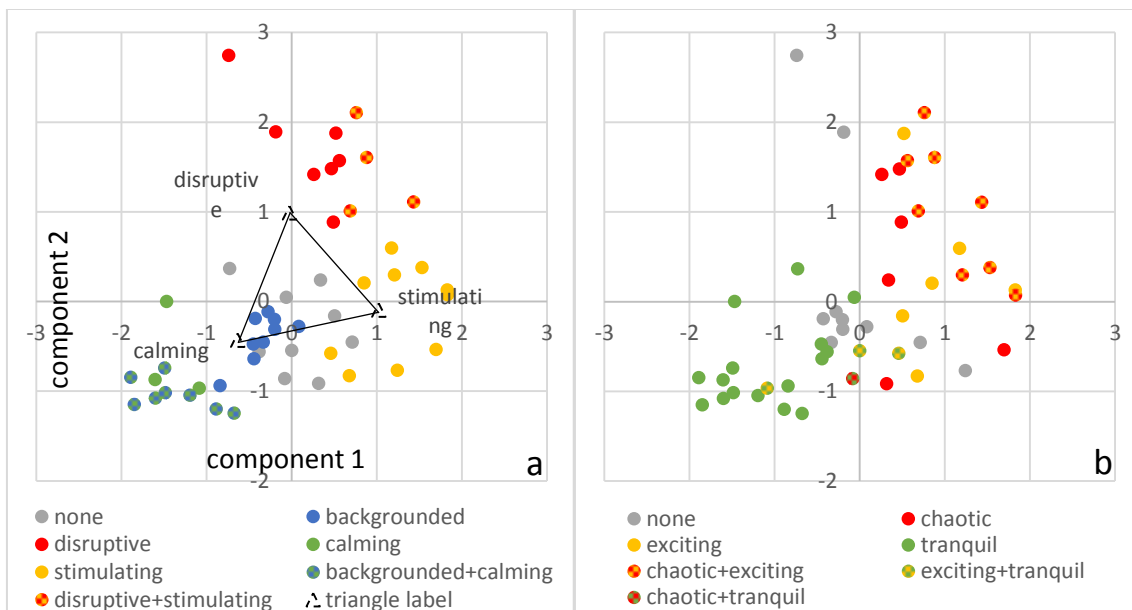 3
2
1
0
-1
-2
-3 -2 -1 0 1 2 3
disruptiv
e
stimulati
ng
calming
component 2
component 1
a
none
backgrounded
disruptive
calming
stimulating
backgrounded+calming
disruptive+stimulating
triangle label
3
2
1
0
-1
-2
-3 -2 -1 0 1 2 3
b
none
chaotic
exciting
tranquil
chaotic+exciting
exciting+tranquil
chaotic+tranquil